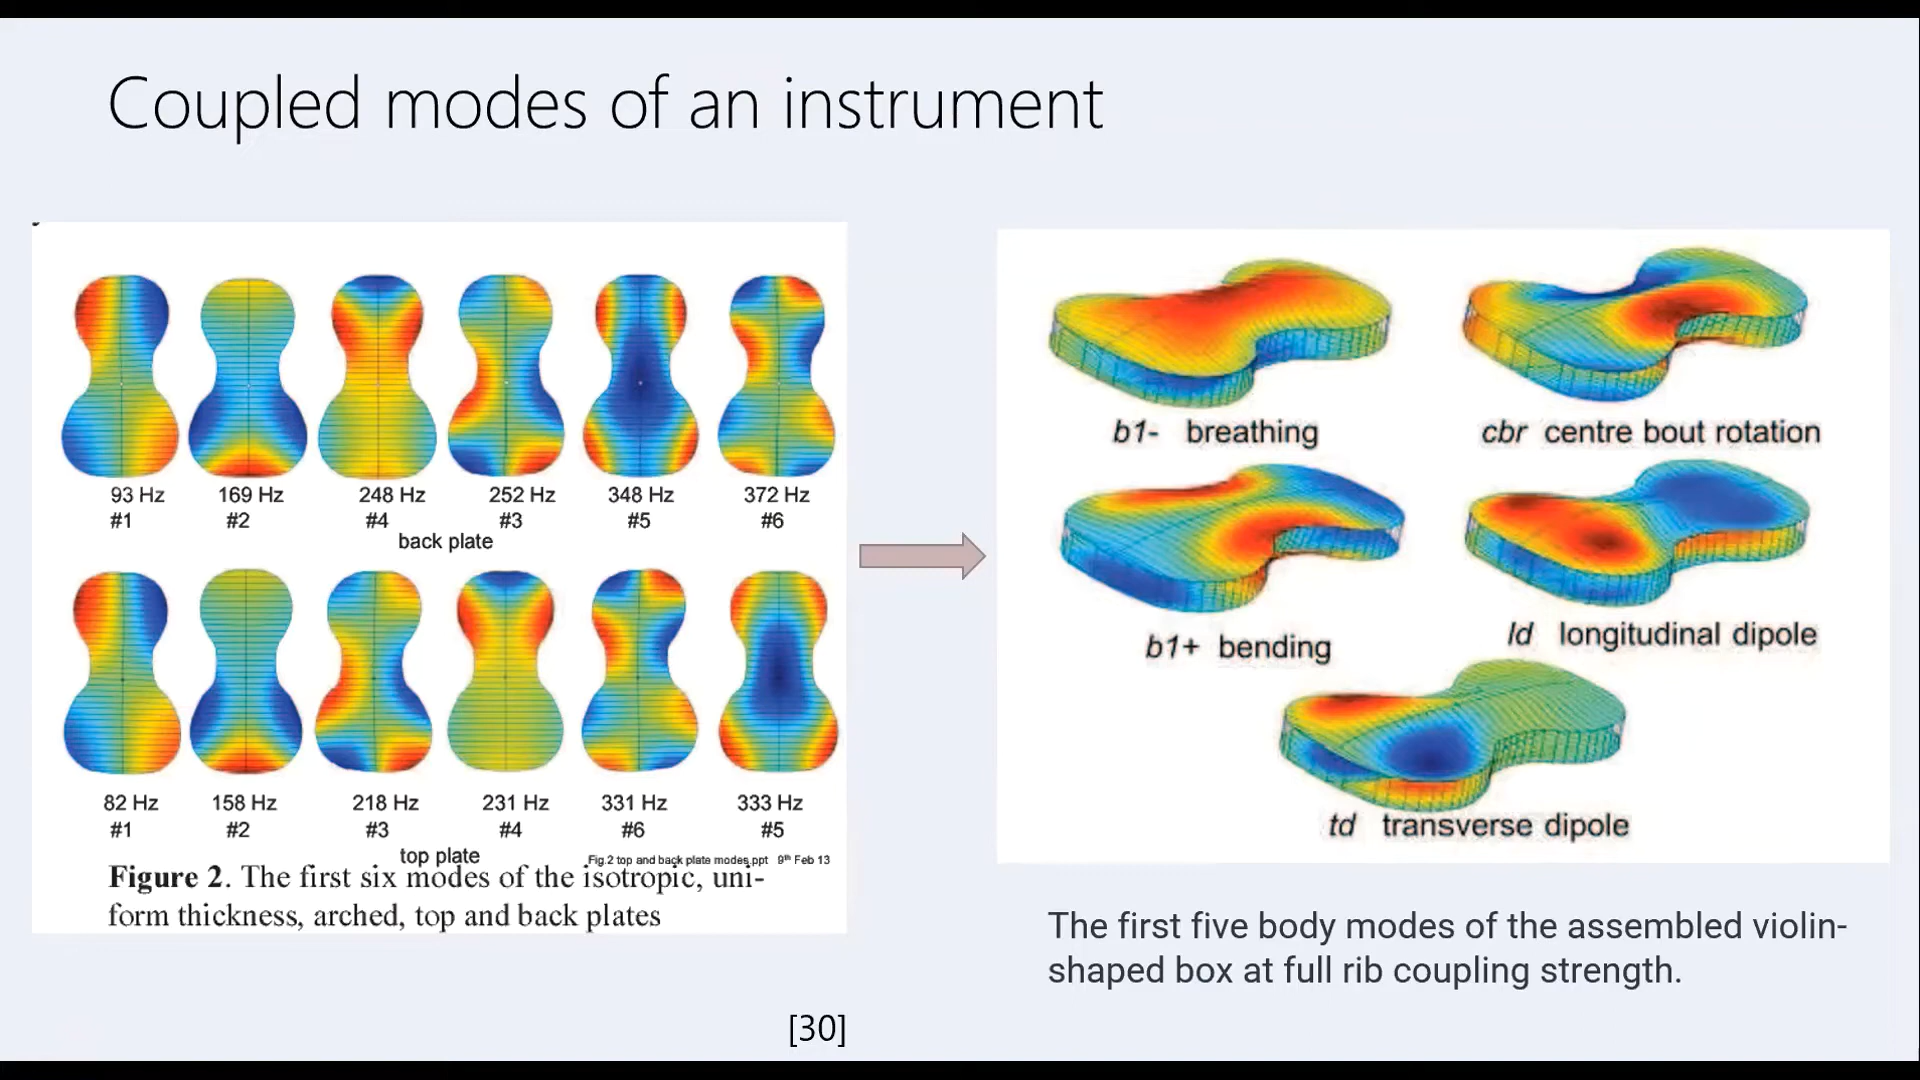 Coupled modes of an instrument
93 Hz 169 Hz 248 Hz 252 Hz 348 Hz 372 Hz
#1 #2 #4 #3 #5 #6
back plate
82 Hz 158 Hz 218 Hz 231 Hz 331 Hz 333 Hz
#1 #2 #3 #4 #6 #5
top plate
Fig.2 top and back plate modes.ppt 9th Feb 13
Figure 2. The first six modes of the isotropic, uni-
form thickness, arched, top and back plates
b1- breathing
cbr centre bout rotation
b1+ bending
ld longitudinal dipole
td transverse dipole
The first five body modes of the assembled violin-
shaped box at full rib coupling strength.
[30]